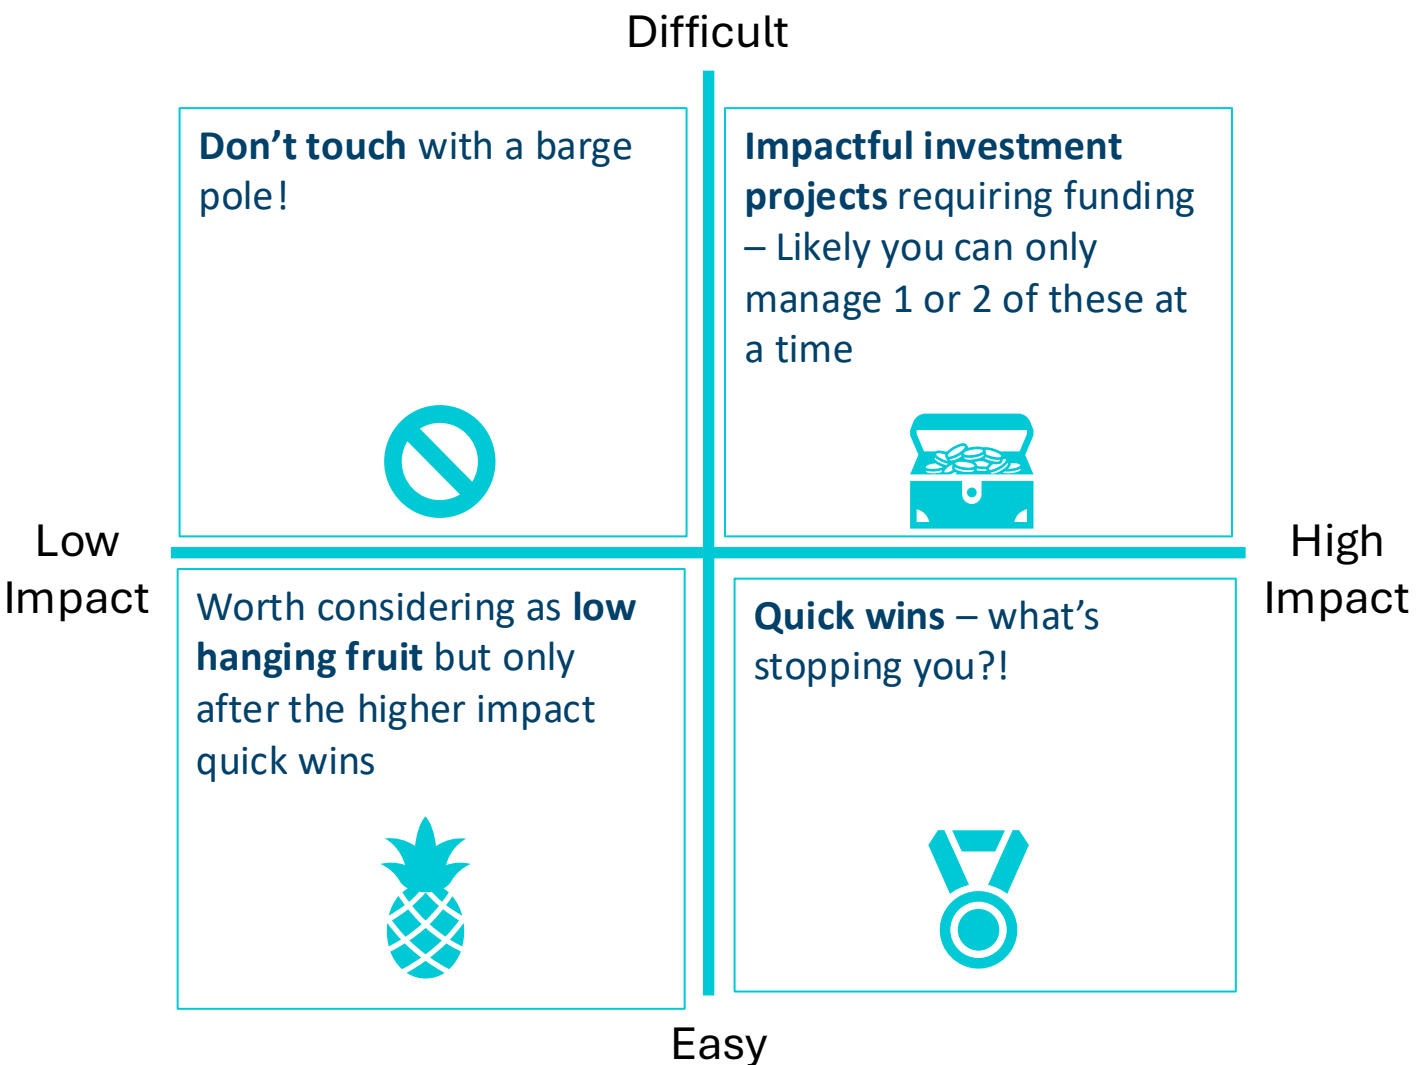 Difficult
Don’t touch with a barge
pole!
Impactful investment
projects requiring funding
– Likely you can only
manage 1 or 2 of these at
a time
Low
Impact
High
Impact
Worth considering as low
hanging fruit but only
after the higher impact
quick wins
Quick wins – what’s
stopping you?!
Easy